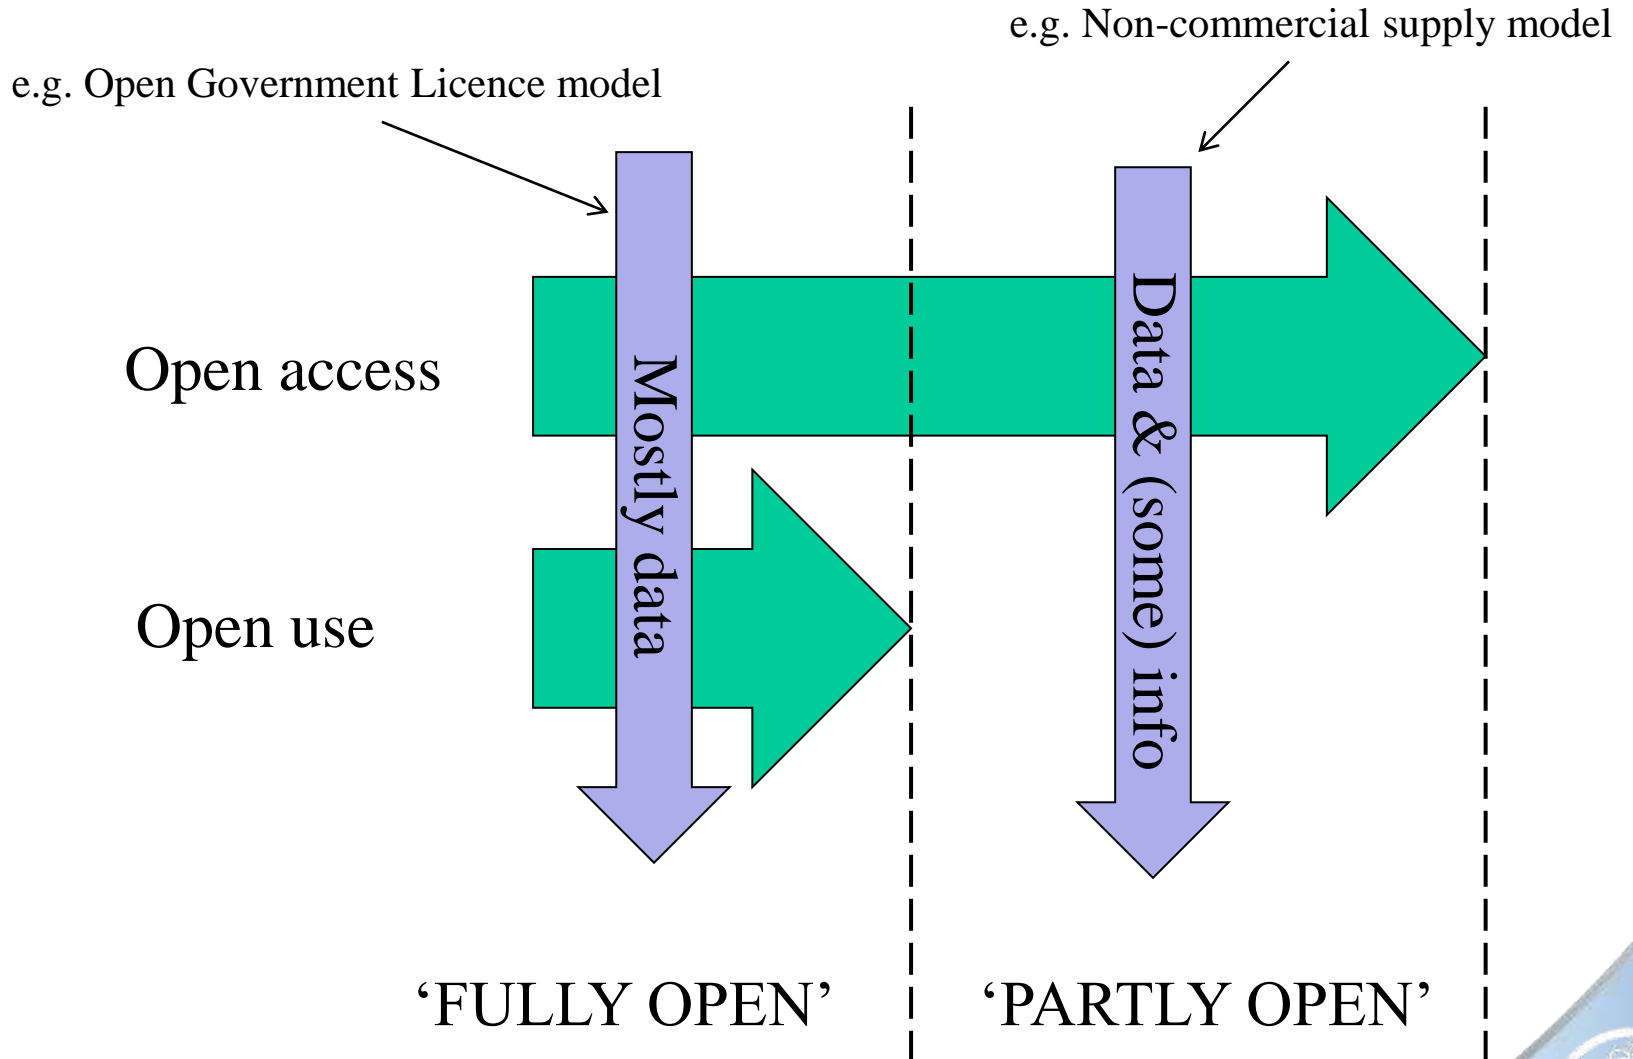 e.g. Non-commercial supply model
e.g. Open Government Licence model
Open access
Mostly data
Data & (some) info
Open use
‘FULLY OPEN’
‘PARTLY OPEN’